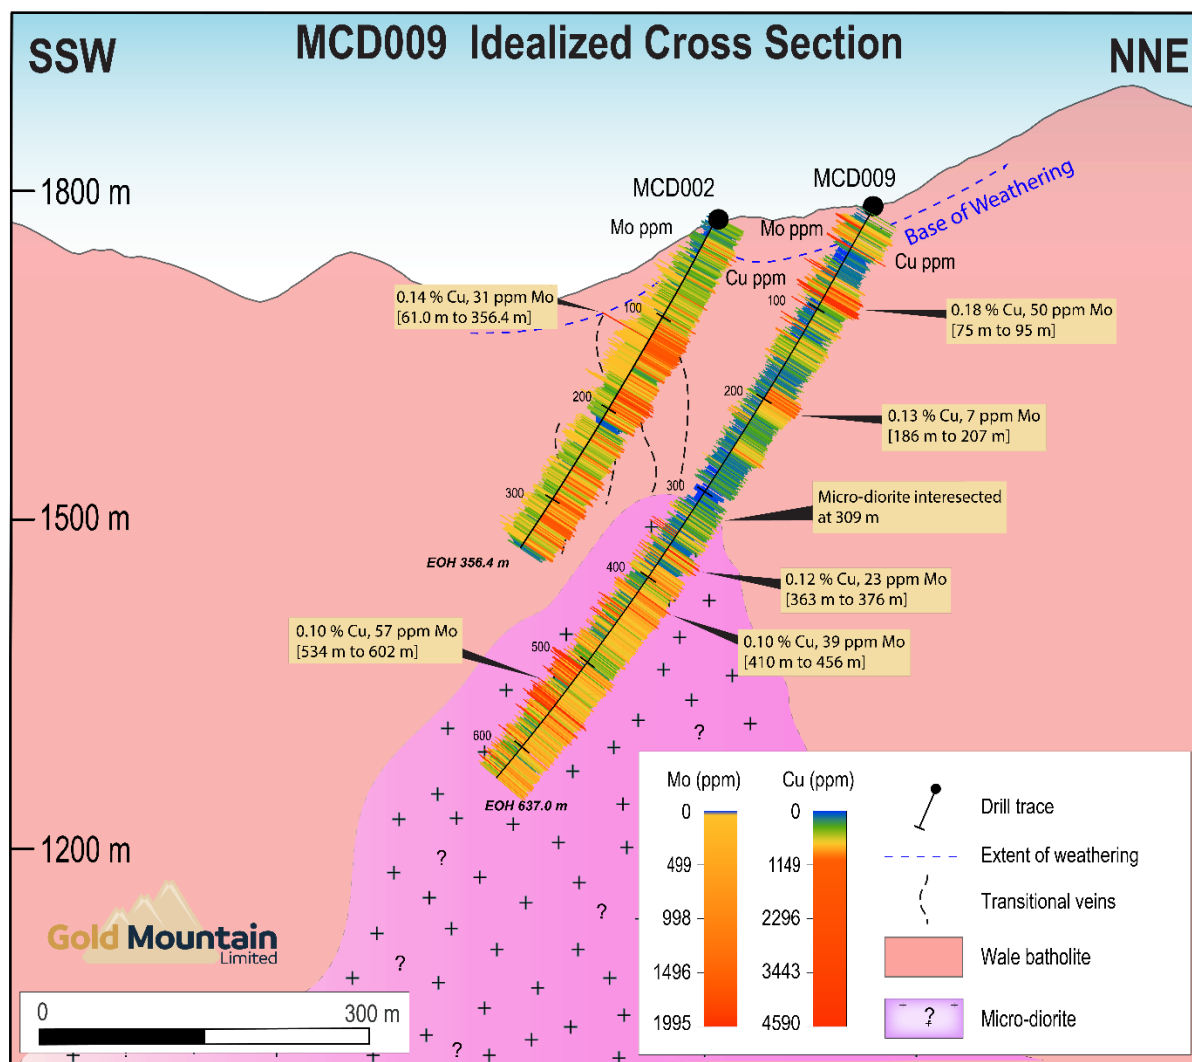 MCD009 Idealized Cross Section
SSW
NNE
1800 m
1500 m
1200 m
MCD002
MCD009
Mo ppm
Cu ppm
Mo ppm
Cu ppm
Base of Weathering
0.14 % Cu, 31 ppm Mo
[61.0 m to 356.4 m]
0.18 % Cu, 50 ppm Mo
[75 m to 95 m]
0.13 % Cu, 7 ppm Mo
[186 m to 207 m]
Micro-diorite interesected
at 309 m
0.12 % Cu, 23 ppm Mo
[363 m to 376 m]
0.10 % Cu, 39 ppm Mo
[410 m to 456 m]
0.10 % Cu, 57 ppm Mo
[534 m to 602 m]
100
200
300
EOH 356.4 m
100
200
300
400
500
600
EOH 637.0 m
?
?
?
?
?
Gold Mountain
Limited
0 300 m
Mo (ppm)
0
499
998
1496
1995
Cu (ppm)
0
1149
2296
3443
4590
Drill trace
Extent of weathering
Transitional veins
Wale batholite
? Micro-diorite